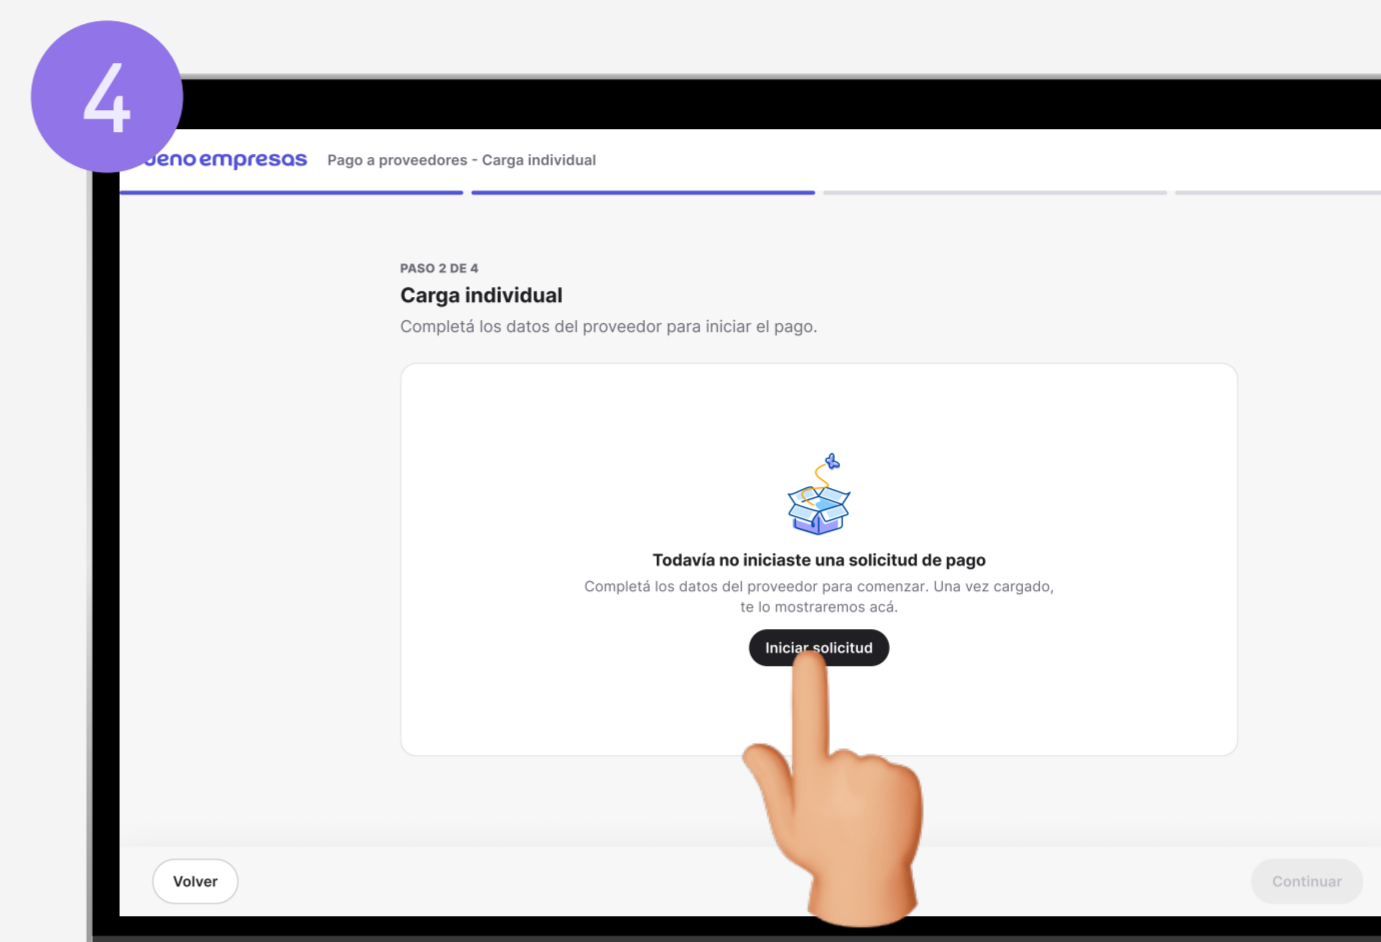 4
empresas
Pago a proveedores - Carga individual
PASO 2 DE 4
Carga individual
Completá los datos del proveedor para iniciar el pago.
Todavía no iniciaste una solicitud de pago
Completá los datos del proveedor para comenzar. Una vez cargado,
te lo mostraremos acá.
Iniciar solicitud
Volver
Continuar